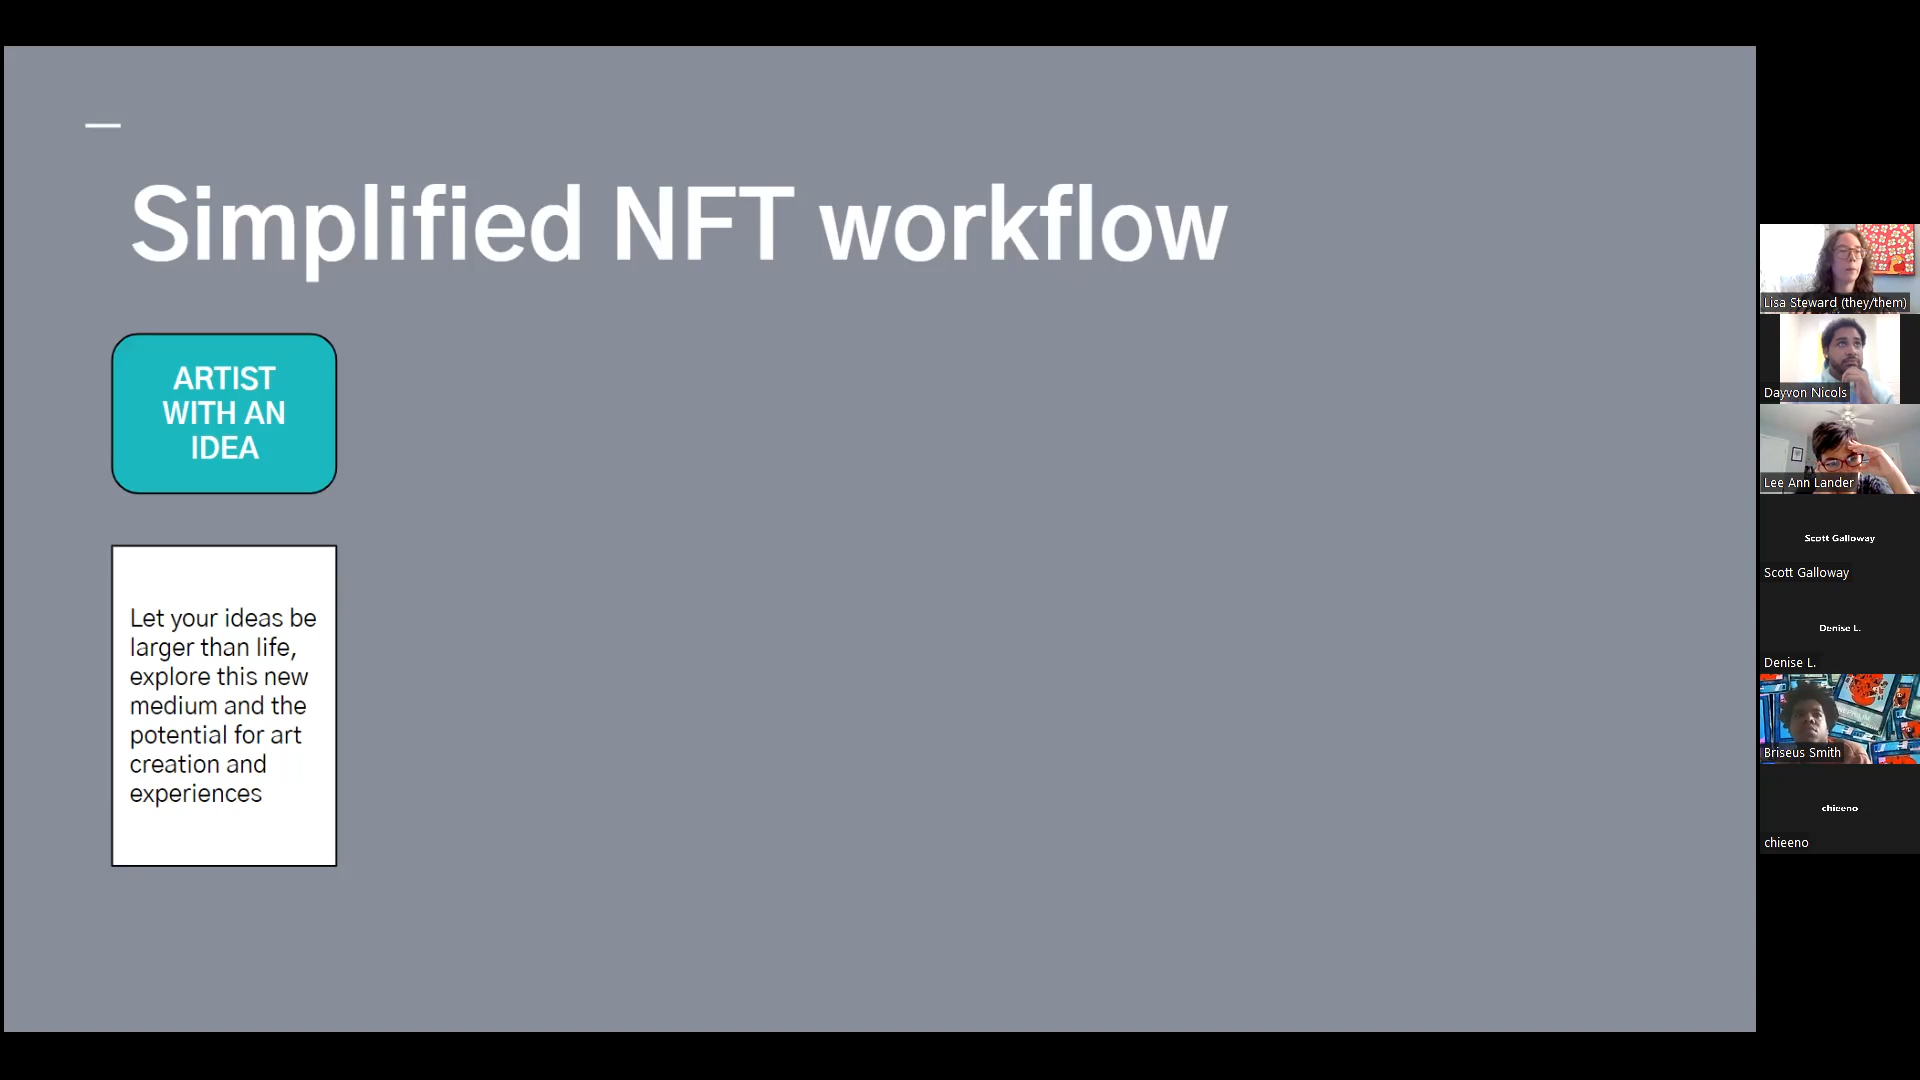 Simplified NFT workflow
ARTIST
WITH AN
IDEA
Let your ideas be
larger than life,
explore this new
medium and the
potential for art
creation and
experiences
Lisa Steward (they/them)
Dayvon Nicols
Lee Ann Lander
Scott Galloway
Scott Galloway
Denise L.
Denise L.
Briseus Smith
chieeno
chieeno